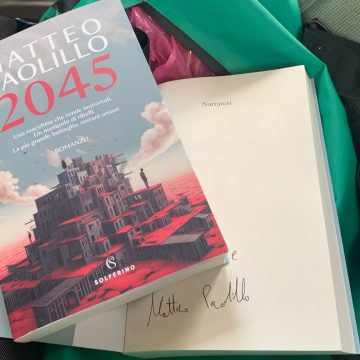 MATTEO
PAOLILLO
2045
Una macchina che rende immortali.
Un manipolo di ribelli.
La più grande battaglia: restare umani.
ROMANZO
S
SOLFERINO
Narratori
e
Matteo Paolillo